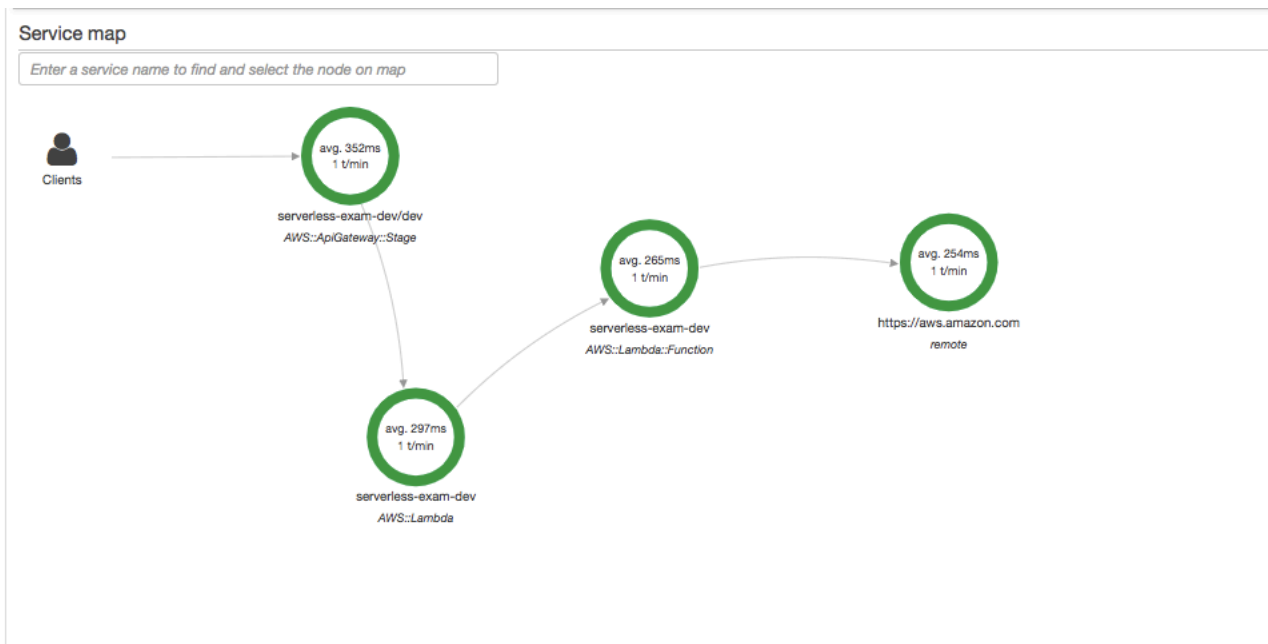 Service map
Enter a service name to find and select the node on map
Clients
avg. 352ms
1 t/min
serverless-exam-dev/dev
AWS::ApiGateway::Stage
avg. 265ms
1 t/min
serverless-exam-dev
AWS::Lambda::Function
avg. 254ms
1 t/min
https://aws.amazon.com
remote
avg. 297ms
1 t/min
serverless-exam-dev
AWS::Lambda